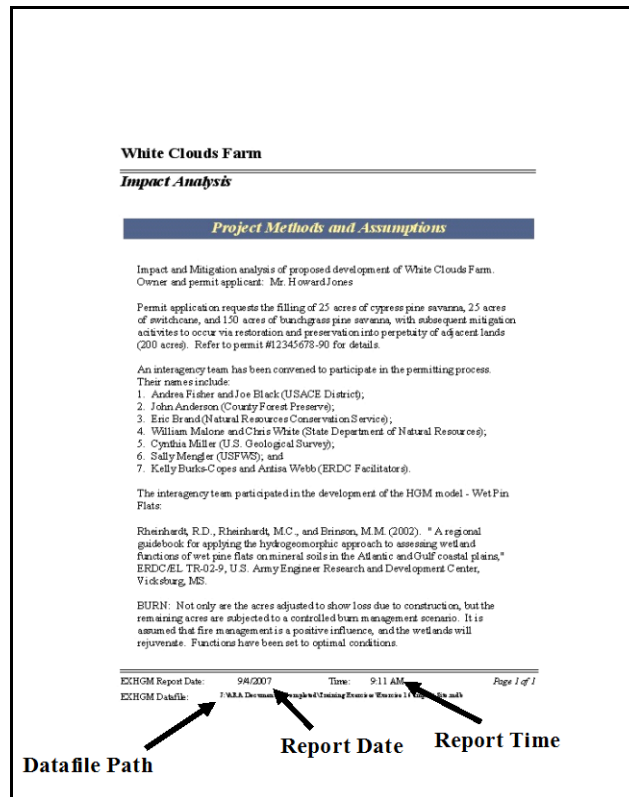 White Clouds Farm
Impact Analysis
Project Methods and Assumptions
Impact and Mitigation analysis of proposed development of White Clouds Farm.
Owner and permit applicant: Mr. Howard Jones
Permit application requests the filling of 25 acres of cypress pine savanna, 25 acres
of switchcane, and 150 acres of bunchgrass pine savanna, with subsequent mitigation
acitivites to occur via restoration and preservation into perpetuity of adjacent lands
(200 acres). Refer to permit #12345678-90 for details.
An interagency team has been convened to participate in the permitting process.
Their names include:
1. Andrea Fisher and Joe Black (USACE District);
2. John Anderson (County Forest Preserve);
3. Eric Brand (Natural Resources Conservation Service);
4. William Malone and Chris White (State Department of Natural Resources);
5. Cynthia Miller (U.S. Geological Survey);
6. Sally Mengler (USFWS); and
7. Kelly Burks-Copes and Antisa Webb (ERDC Facilitators).
The interagency team participated in the development of the HGM model - Wet Pin
Flats:
Rheinhardt, R.D., Rheinhardt, M.C., and Brinson, M.M. (2002). "A regional
guidebook for applying the hydrogeomorphic approach to assessing wetland
functions of wet pine flats on mineral soils in the Atlantic and Gulf coastal plains,"
ERDC/EL TR-02-9, U.S. Army Engineer Research and Development Center,
Vicksburg, MS.
BURN: Not only are the acres adjusted to show loss due to construction, but the
remaining acres are subjected to a controlled burn management scenario. It is
assumed that fire management is a positive influence, and the wetlands will
rejuvenate. Functions have been set to optimal conditions.
EXHGM Report Date: 9/4/2007 Time: 9:11 AM Page 1 of 1
EXHGM Datafile: Training Exercise
Datafile Path
Report Date
Report Time